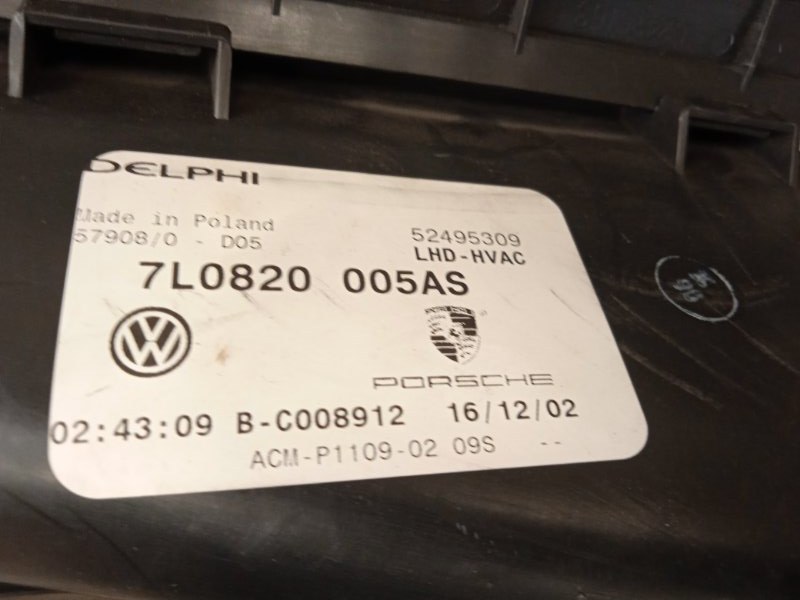 DELPHI
Made in Poland
57908/0 - D05
52495309
LHD-HVAC
7L0820 005AS
PORSCHE
02:43:09 B-C008912 16/12/02
ACM-P1109-02 09S --